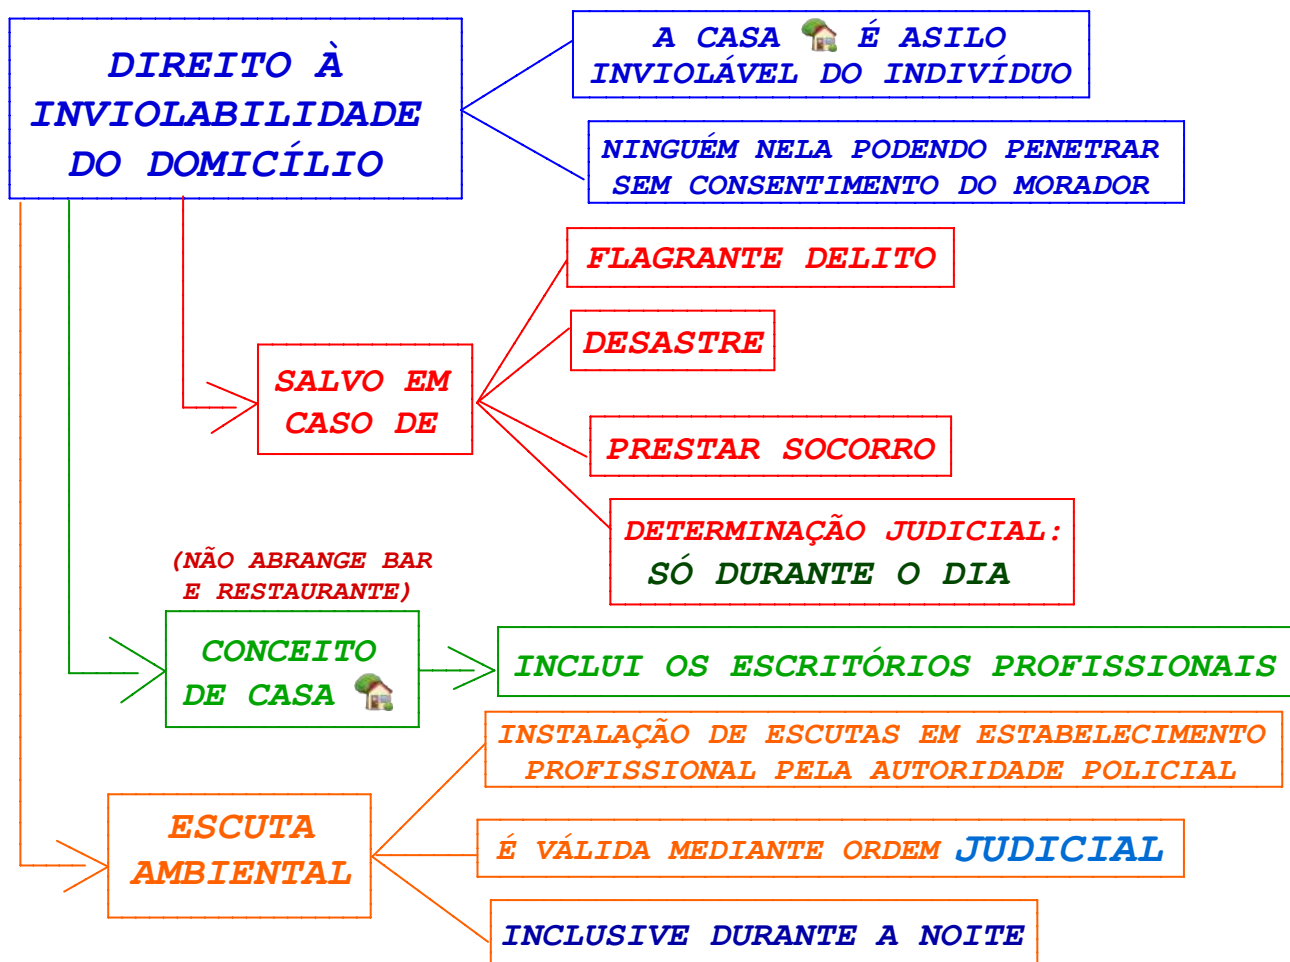 DIREITO À
INVIOLABILIDADE
DO DOMICÍLIO
A CASA É ASILO
INVIOLÁVEL DO INDIVÍDUO
NINGUÉM NELA PODENDO PENETRAR
SEM CONSENTIMENTO DO MORADOR
SALVO EM
CASO DE
FLAGRANTE DELITO
DESASTRE
PRESTAR SOCORRO
DETERMINAÇÃO JUDICIAL:
SÓ DURANTE O DIA
(NÃO ABRANGE BAR
E RESTAURANTE)
CONCEITO
DE CASA
INCLUI OS ESCRITÓRIOS PROFISSIONAIS
ESCUTA
AMBIENTAL
INSTALAÇÃO DE ESCUTAS EM ESTABELECIMENTO
PROFISSIONAL PELA AUTORIDADE POLICIAL
É VÁLIDA MEDIANTE ORDEM JUDICIAL
INCLUSIVE DURANTE A NOITE